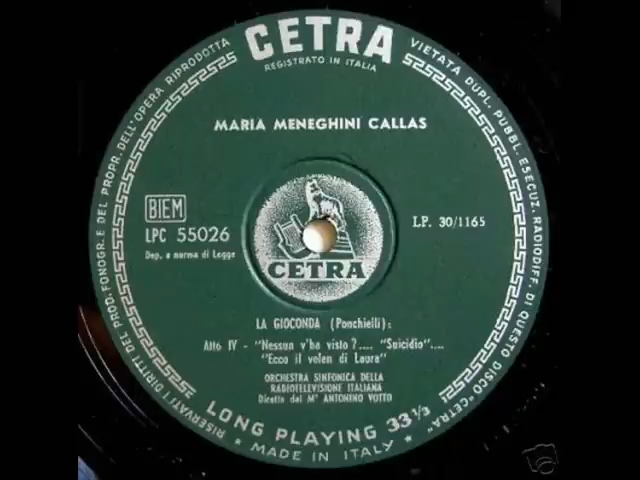 CETRA
REGISTRATO IN ITALIA
RISERVATI I DIRITTI DEL PROD. FONOGR. E DEL PROPR. DELL'OPERA RIPRODOTTA
VIETATA DUPL. PUBBL. ESECUZ. RADIODIFF. DI QUESTO DISCO "CETRA"
MARIA MENEGHINI CALLAS
BIEM
LPC 55026
Dep. a norma di Legge
LP. 30/1165
CETRA
LA GIOCONDA (Ponchielli):
Atto IV - "Nessun v'ha visto?.... "Suicidio"....
"Ecco il velen di Laura"
ORCHESTRA SINFONICA DELLA
RADIOTELEVISIONE ITALIANA
Diretta dal M° ANTONINO VOTTO
LONG PLAYING 33 1/3
* MADE IN ITALY *